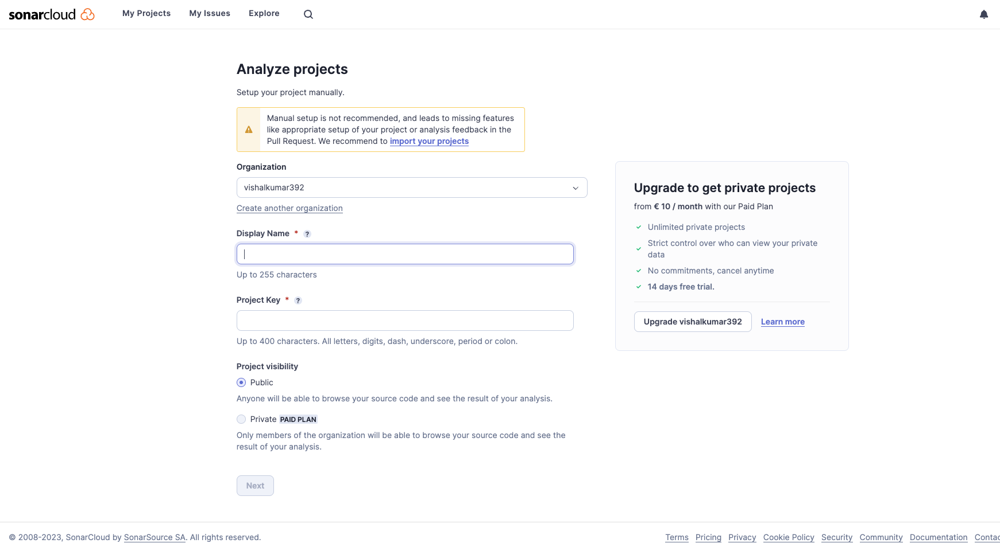 sonarcloud
My Projects
My Issues
Explore
Analyze projects
Setup your project manually.
Manual setup is not recommended, and leads to missing features
like appropriate setup of your project or analysis feedback in the
Pull Request. We recommend to import your projects
Organization
vishalkumar392
Create another organization
Display Name * ?
Up to 255 characters
Project Key * ?
Up to 400 characters. All letters, digits, dash, underscore, period or colon.
Project visibility
Public
Anyone will be able to browse your source code and see the result of your analysis.
Private PAID PLAN
Only members of the organization will be able to browse your source code and see the
result of your analysis.
Next
Upgrade to get private projects
from € 10 / month with our Paid Plan
Unlimited private projects
Strict control over who can view your private
data
No commitments, cancel anytime
14 days free trial.
Upgrade vishalkumar392
Learn more
© 2008-2023, SonarCloud by SonarSource SA. All rights reserved.
Terms
Pricing
Privacy
Cookie Policy
Security
Community
Documentation
Contac